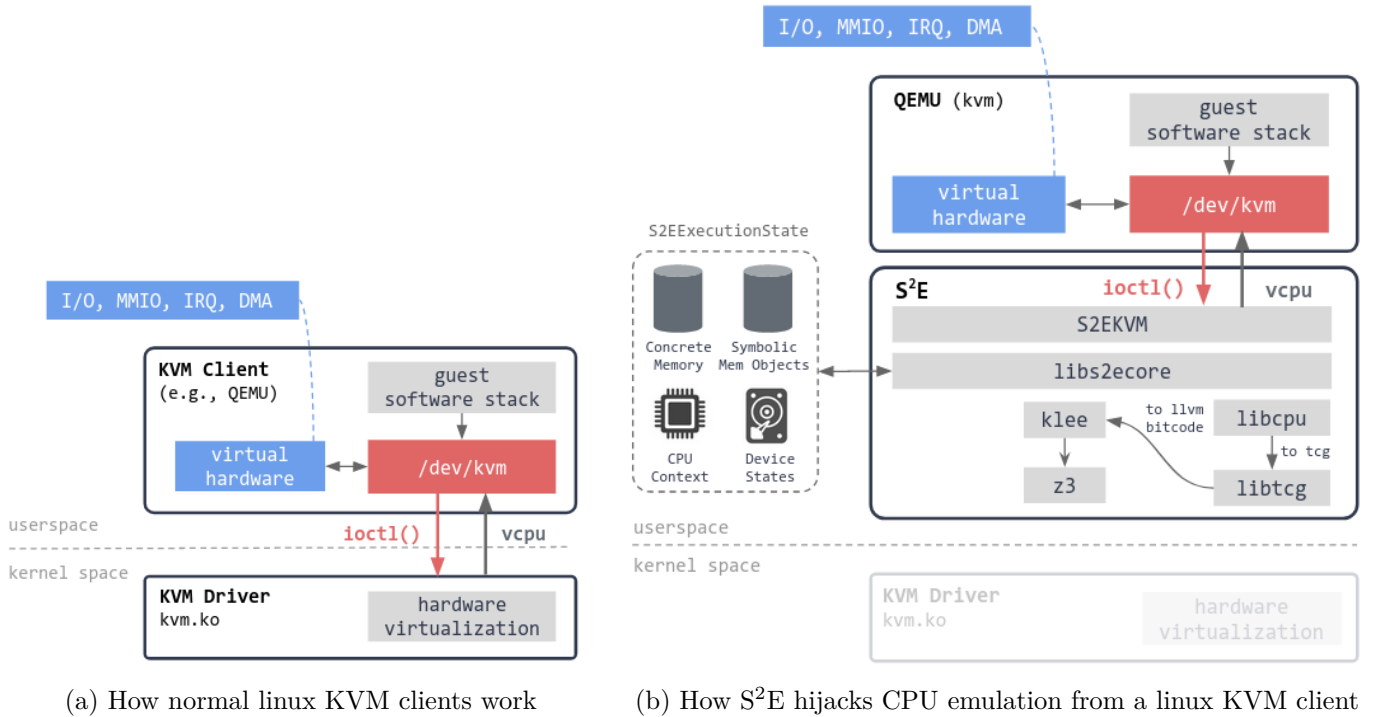 I/O, MMIO, IRQ, DMA
KVM Client
(e.g., QEMU)
guest
software stack
virtual
hardware
/dev/kvm
userspace
ioctl()
vcpu
kernel space
KVM Driver
kvm.ko
hardware
virtualization
(a) How normal linux KVM clients work
I/O, MMIO, IRQ, DMA
QEMU (kvm)
guest
software stack
virtual
hardware
/dev/kvm
S2EExecutionState
Concrete
Memory
Symbolic
Mem Objects
CPU
Context
Device
States
S²E
ioctl()
vcpu
S2EKVM
libs2ecore
klee
to llvm
bitcode
libcpu
to tcg
z3
libtcg
userspace
kernel space
KVM Driver
kvm.ko
hardware
virtualization
(b) How S²E hijacks CPU emulation from a linux KVM client